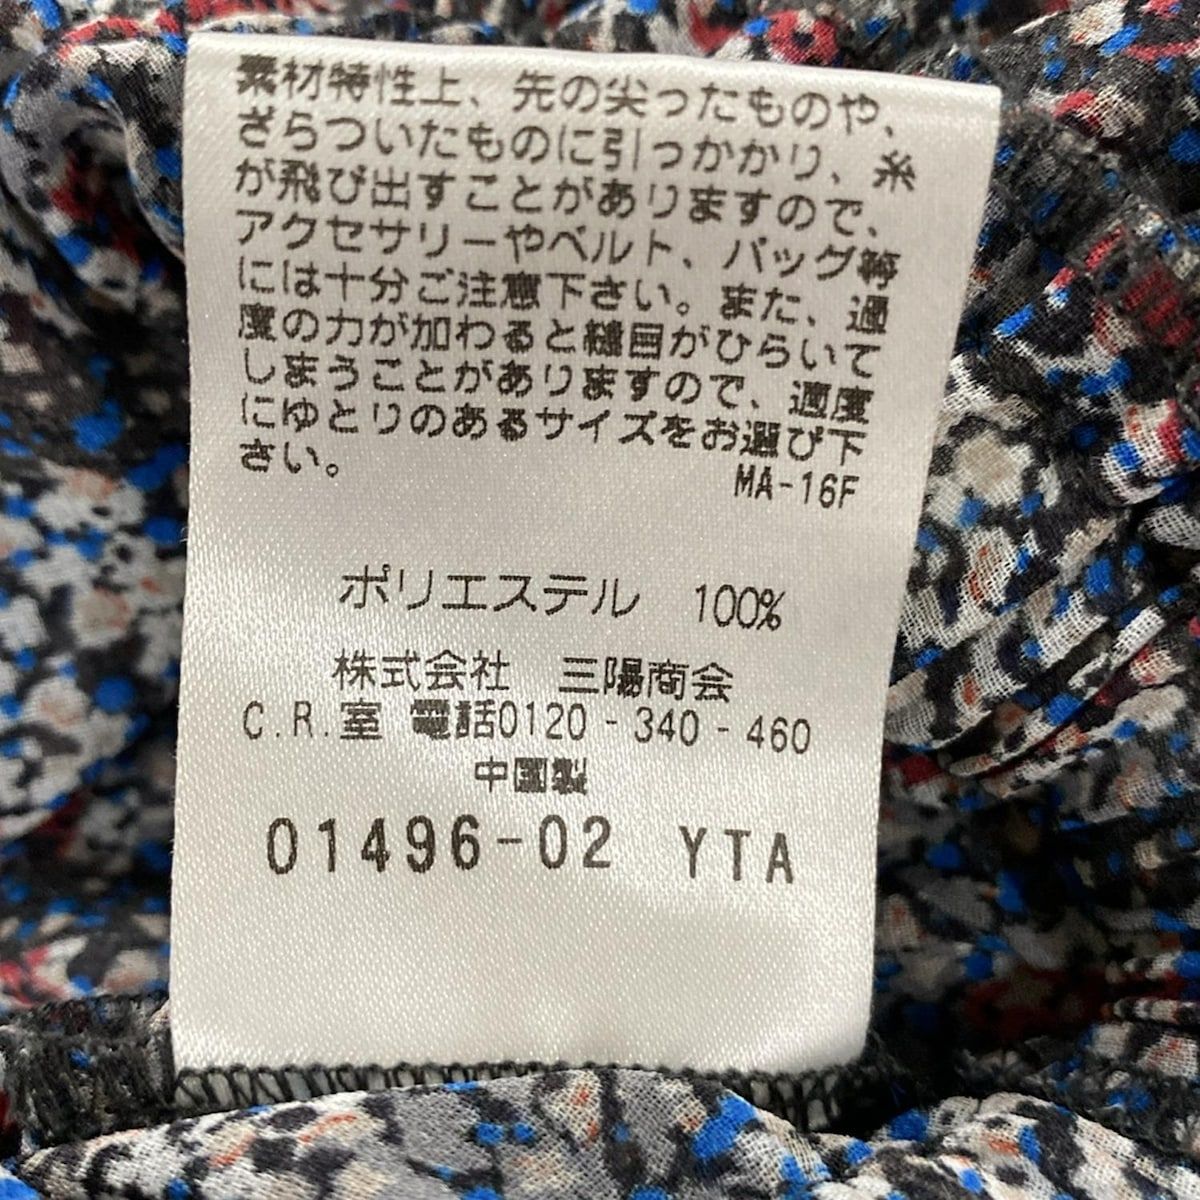 素材特性上、先の尖ったものや、
ざらついたものに引っかかり、糸
が飛び出すことがありますので、
アクセサリーやベルト、バッグ等
には十分ご注意下さい。また、過
度の力が加わると縫目がひらいて
しまうことがありますので、適度
にゆとりのあるサイズをお選び下
さい。
MA-16F
ポリエステル 100%
株式会社 三陽商会
C.R.室 電話0120-340-460
中国製
01496-02 YTA